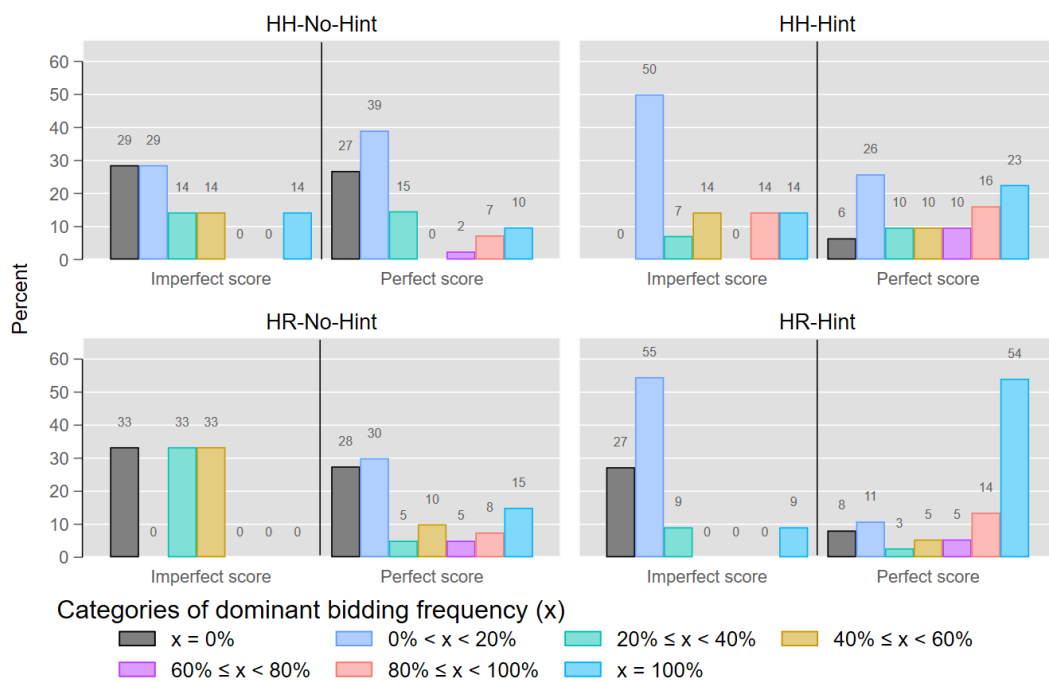 HH-No-Hint
HH-Hint
Percent
60
50
40
30
20
10
0
29 29 14 14 0 0 14
27 39 15 0 2 7 10
0 50 7 14 0 14 14
6 26 10 10 10 16 23
Imperfect score Perfect score Imperfect score Perfect score
HR-No-Hint
HR-Hint
60
50
40
30
20
10
0
33 0 33 33 0 0 0
28 30 5 10 5 8 15
27 55 9 0 0 0 9
8 11 3 5 5 14 54
Imperfect score Perfect score Imperfect score Perfect score
Categories of dominant bidding frequency (x)
x = 0% 0% < x < 20% 20% ≤ x < 40% 40% ≤ x < 60%
60% ≤ x < 80% 80% ≤ x < 100% x = 100%